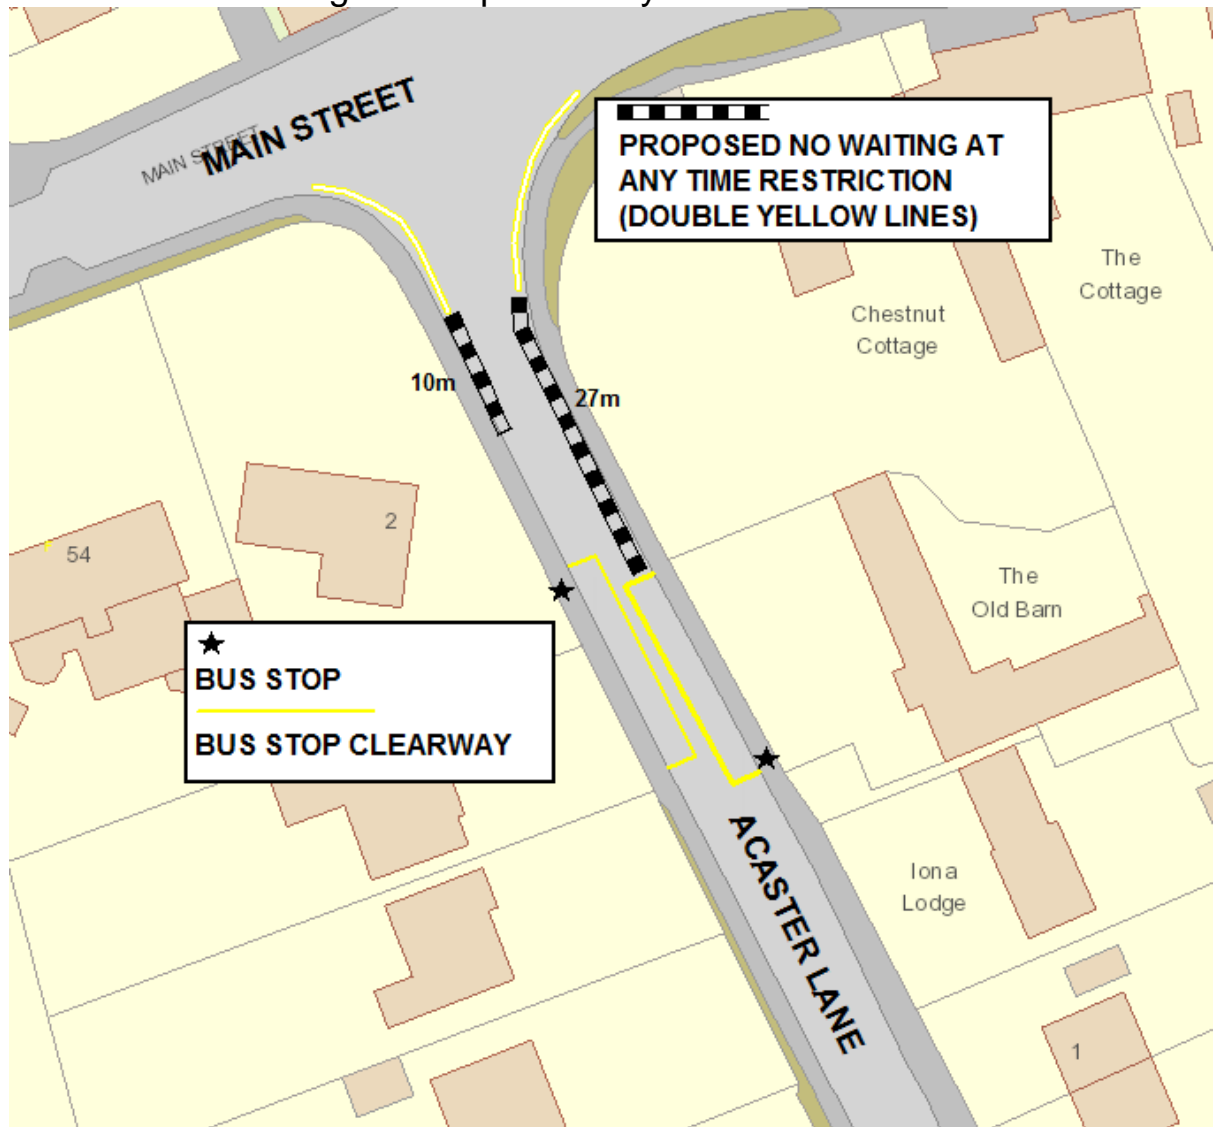 MAIN STREET
MAIN STREET
PROPOSED NO WAITING AT
ANY TIME RESTRICTION
(DOUBLE YELLOW LINES)
The
Cottage
Chestnut
Cottage
10m
27m
2
54
The
Old Barn
BUS STOP
BUS STOP CLEARWAY
ACASTER LANE
Iona
Lodge
1